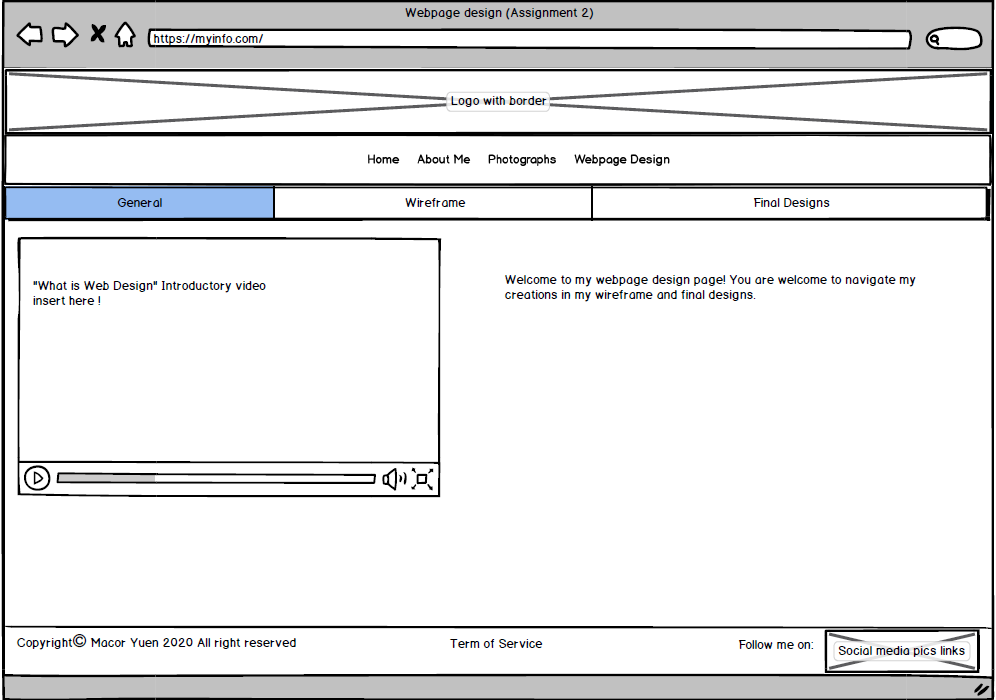 Webpage design (Assignment 2)
https://myinfo.com/
Logo with border
Home About Me Photographs Webpage Design
General Wireframe Final Designs
"What is Web Design" Introductory video
insert here !
Welcome to my webpage design page! You are welcome to navigate my
creations in my wireframe and final designs.
Copyright© Macor Yuen 2020 All right reserved
Term of Service
Follow me on:
Social media pics links